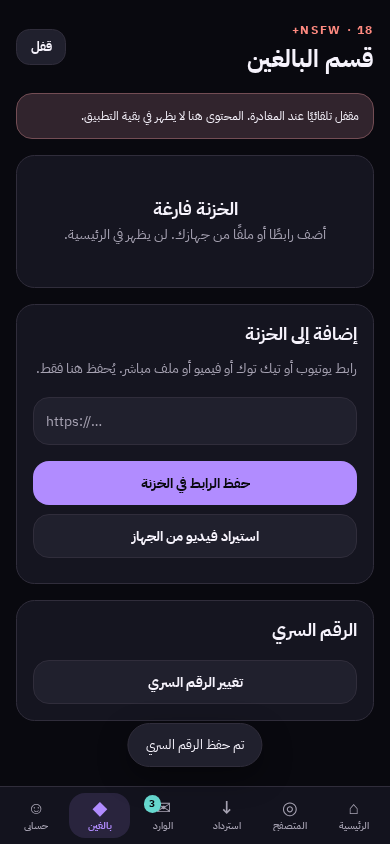 NSFW · 18+
قسم البالغين
قفل
مقفل تلقائيًا عند المغادرة. المحتوى هنا لا يظهر في بقية التطبيق.
الخزنة فارغة
أضف رابطًا أو ملفًا من جهازك. لن يظهر في الرئيسية.
إضافة إلى الخزنة
رابط يوتيوب أو تيك توك أو فيميو أو ملف مباشر. يُحفظ هنا فقط.
https://...
حفظ الرابط في الخزنة
استيراد فيديو من الجهاز
الرقم السري
تغيير الرقم السري
تم حفظ الرقم السري
الرئيسية
المتصفح
استرداد
3
الوارد
بالغين
حسابي